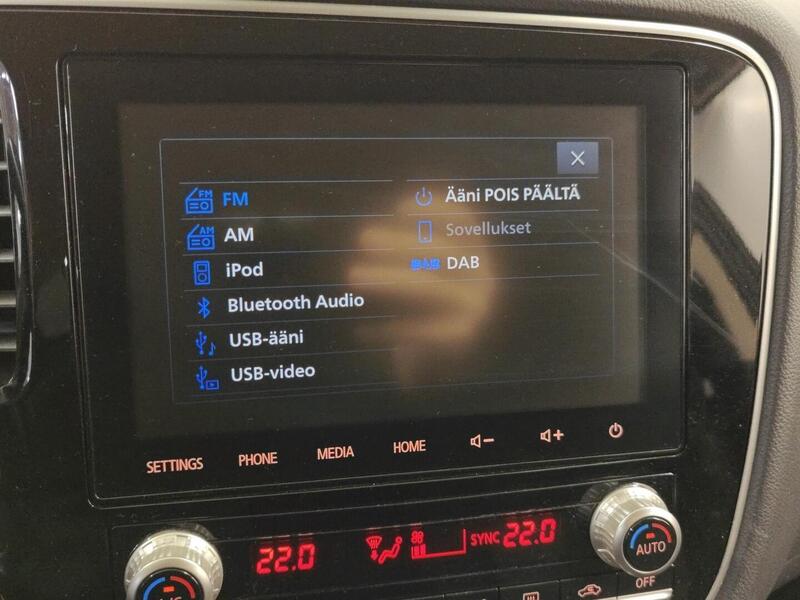 FM
AM
iPod
Bluetooth Audio
USB-ääni
USB-video
Ääni POIS PÄÄLTÄ
Sovellukset
DAB
SETTINGS
PHONE
MEDIA
HOME
22.0
SYNC 22.0
AUTO
OFF